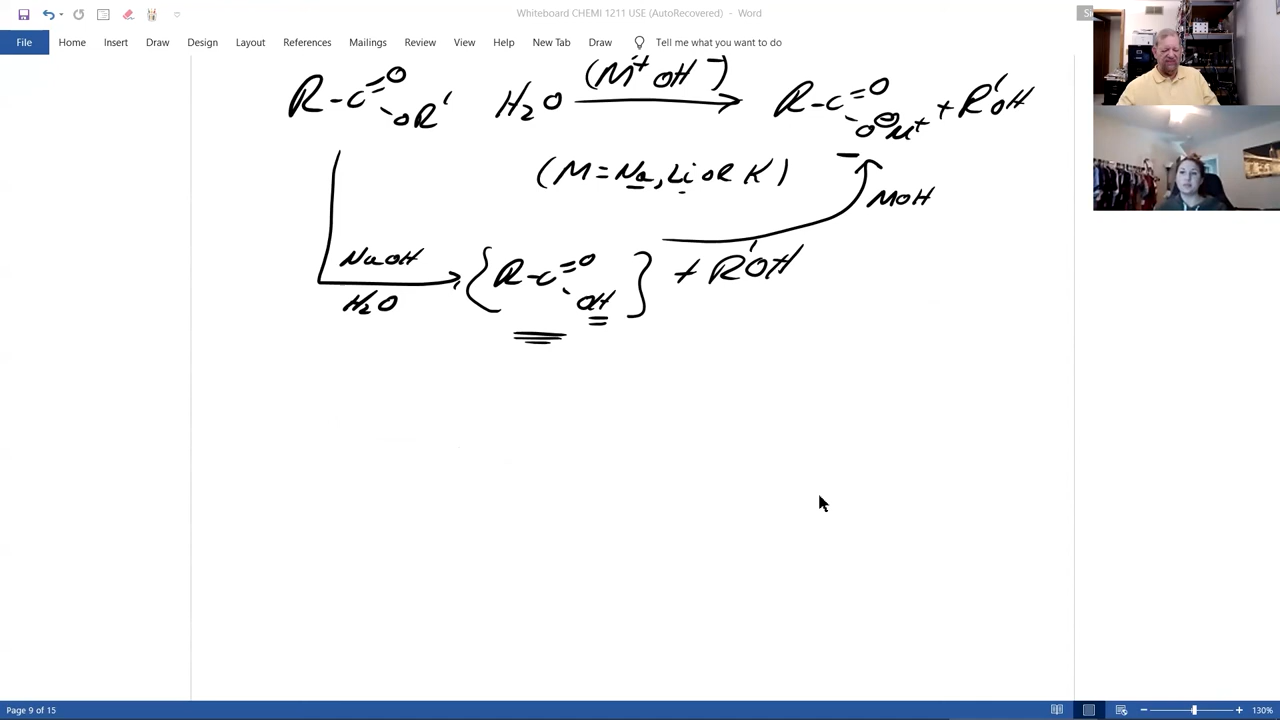 Whiteboard CHEMI 1211 USE (AutoRecovered) - Word
Si
File Home Insert Draw Design Layout References Mailings Review View Help New Tab Draw Tell me what you want to do
R-C=O OR' H2O (M+ OH-) R-C=O O⊖M+ + R'OH
(M = Na, Li OR K)
MOH
NaOH {R-C=O OH} + R'OH
H2O
Page 9 of 15 130%